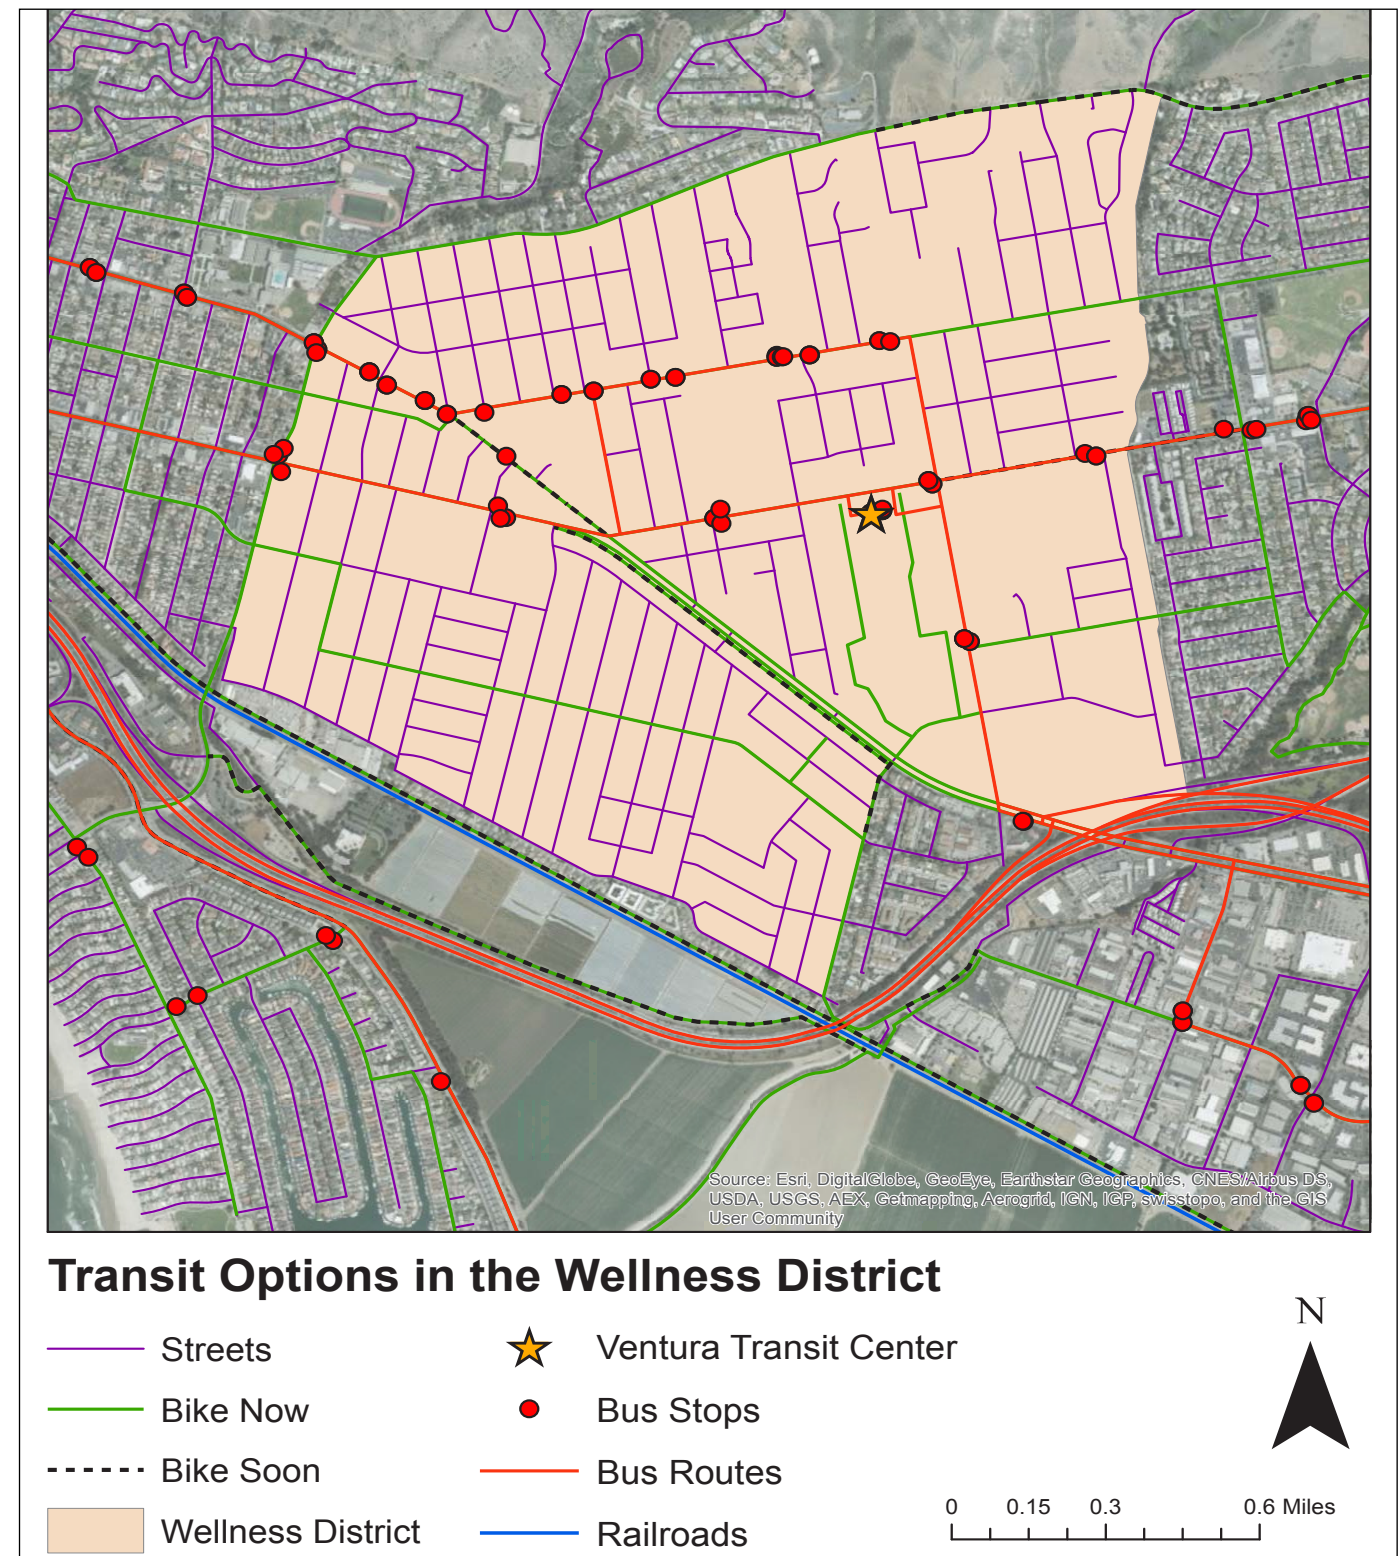 Source: Esri, DigitalGlobe, GeoEye, Earthstar Geographics, CNES/Airbus DS,
USDA, USGS, AEX, Getmapping, Aerogrid, IGN, IGP, swisstopo, and the GIS
User Community
Transit Options in the Wellness District
N
Streets
Ventura Transit Center
Bike Now
Bus Stops
Bike Soon
Bus Routes
Wellness District
Railroads
0 0.15 0.3 0.6 Miles